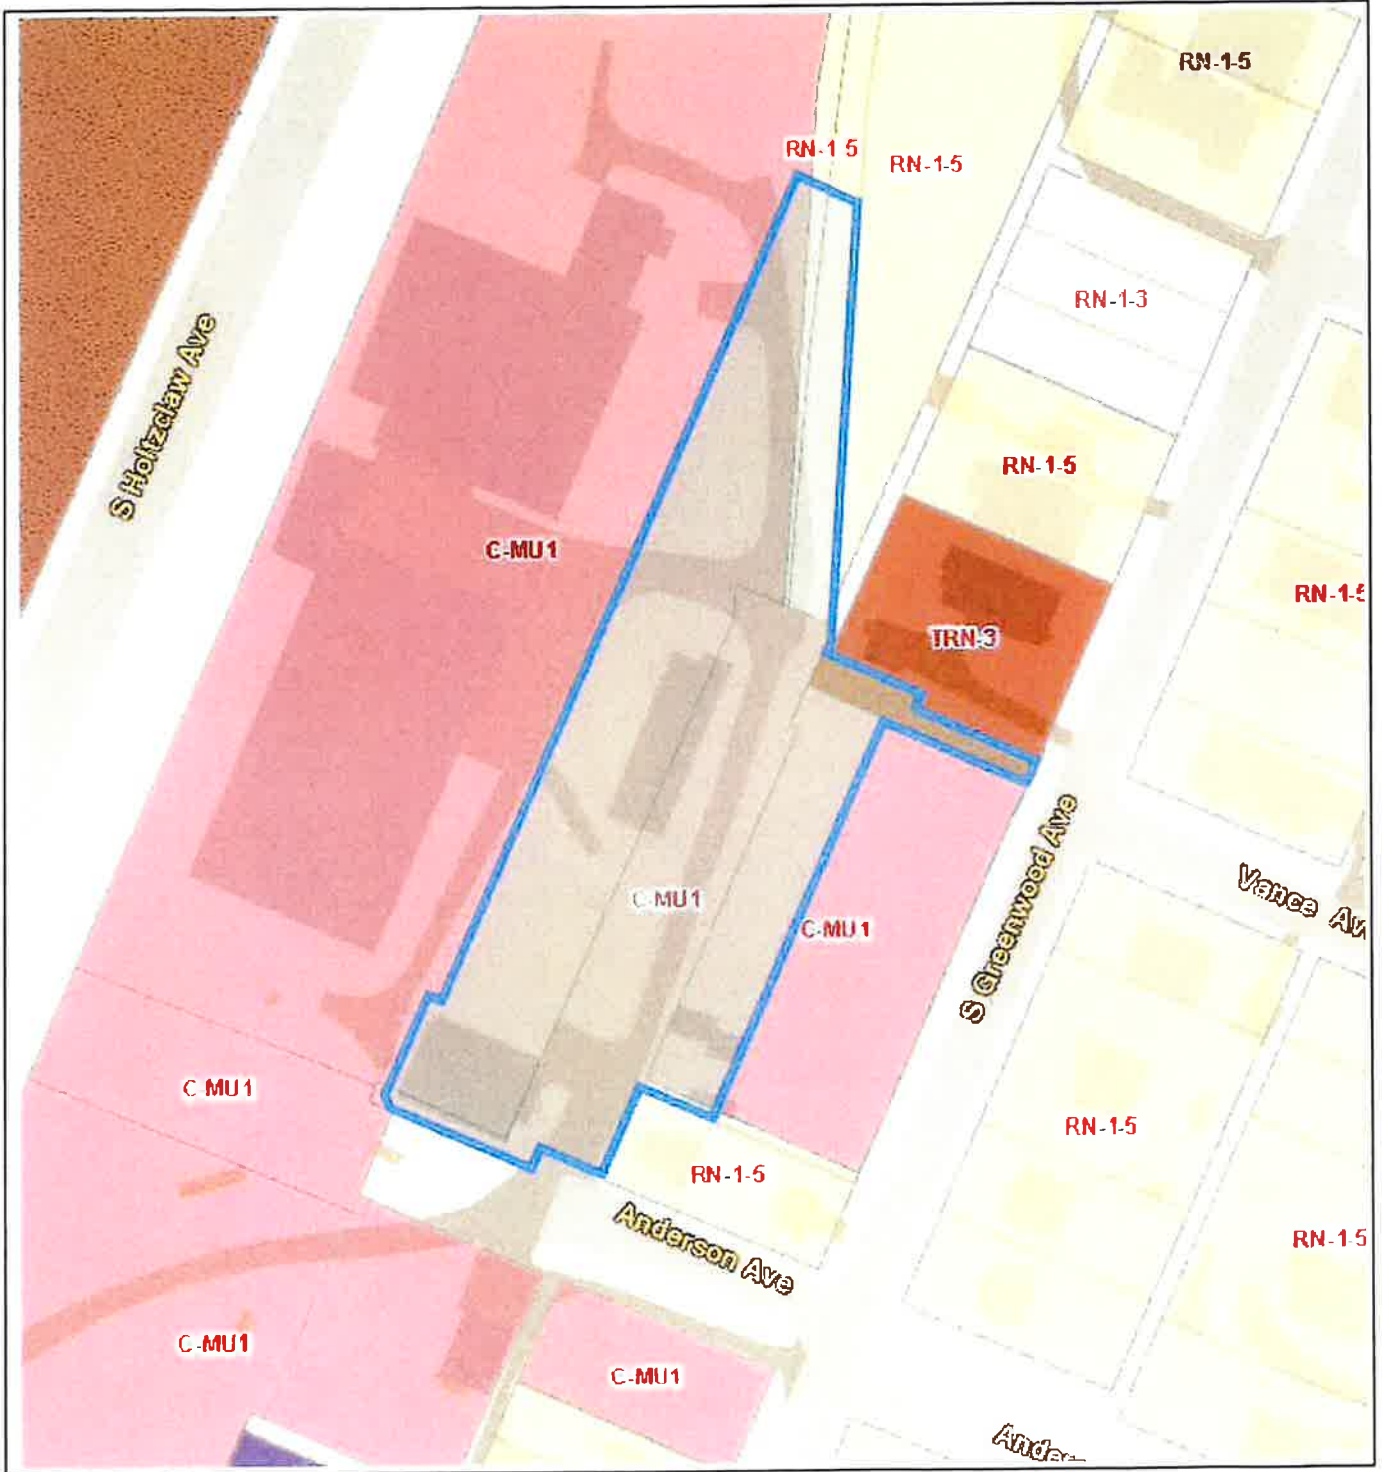 RN-1-5
RN-1 5
RN-1-5
RN-1-3
S Holtzclaw Ave
RN-1-5
C-MU1
RN-1-5
TRN-3
Vance Av
C-MU1
C-MU1
S Greenwood Ave
C-MU1
RN-1-5
RN-1-5
Anderson Ave
RN-1-5
C-MU1
C-MU1
Ander